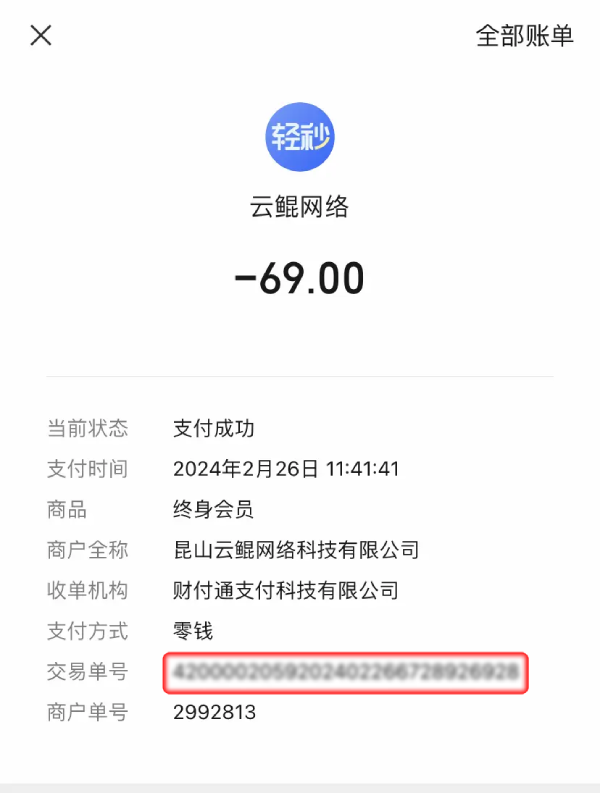 全部账单
轻秒
云鲲网络
-69.00
当前状态 支付成功
支付时间 2024年2月26日 11:41:41
商品 终身会员
商户全称 昆山云鲲网络科技有限公司
收单机构 财付通支付科技有限公司
支付方式 零钱
交易单号
商户单号 2992813